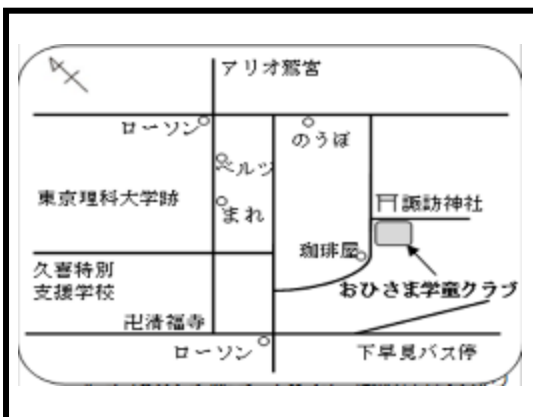 アリオ鷲宮
ローソン
のうぼ
ベルツ
東京理科大学跡
まれ
諏訪神社
珈琲屋
久喜特別
支援学校
おひさま学童クラブ
卍清福寺
ローソン
下早見バス停